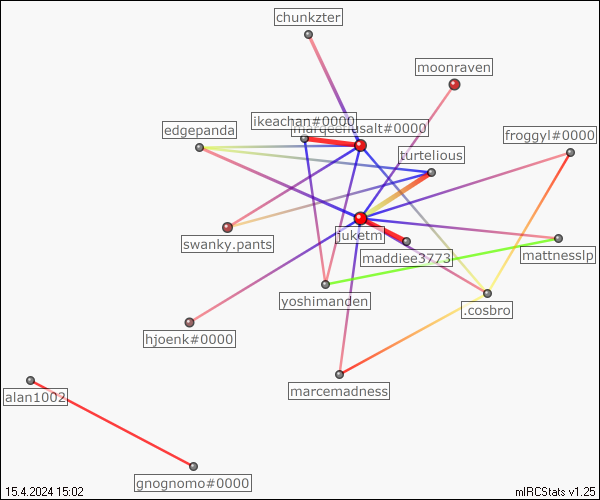 chunkzter
moonraven
ikeachan#0000
marqeehusalt#0000
edgepanda
froggyl#0000
turtelious
juketm
swanky.pants
maddiee3773
mattnesslp
yoshimanden
.cosbro
hjoenk#0000
marcemadness
alan1002
gnognomo#0000
15.4.2024 15:02
mIRCStats v1.25